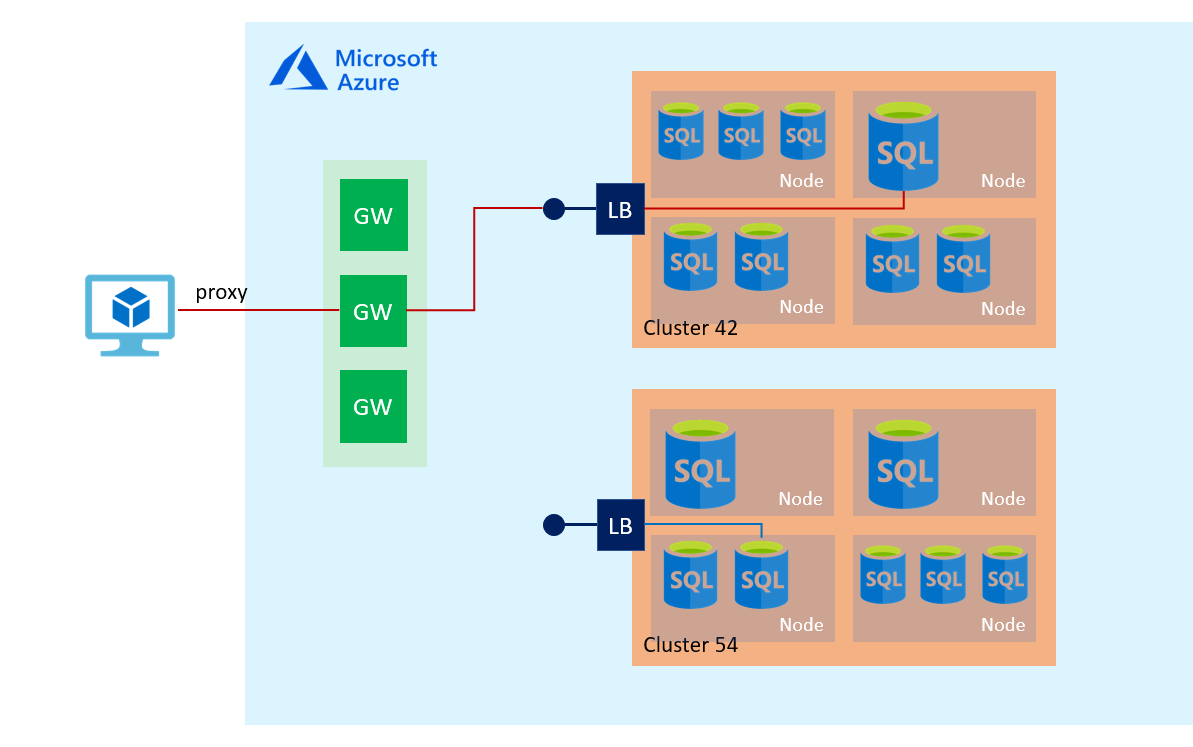 Microsoft
Azure
GW
GW
GW
proxy
LB
SQL SQL SQL
Node
SQL
Node
SQL SQL
Node
SQL SQL
Node
Cluster 42
LB
SQL
Node
SQL
Node
SQL SQL
Node
SQL SQL SQL
Node
Cluster 54